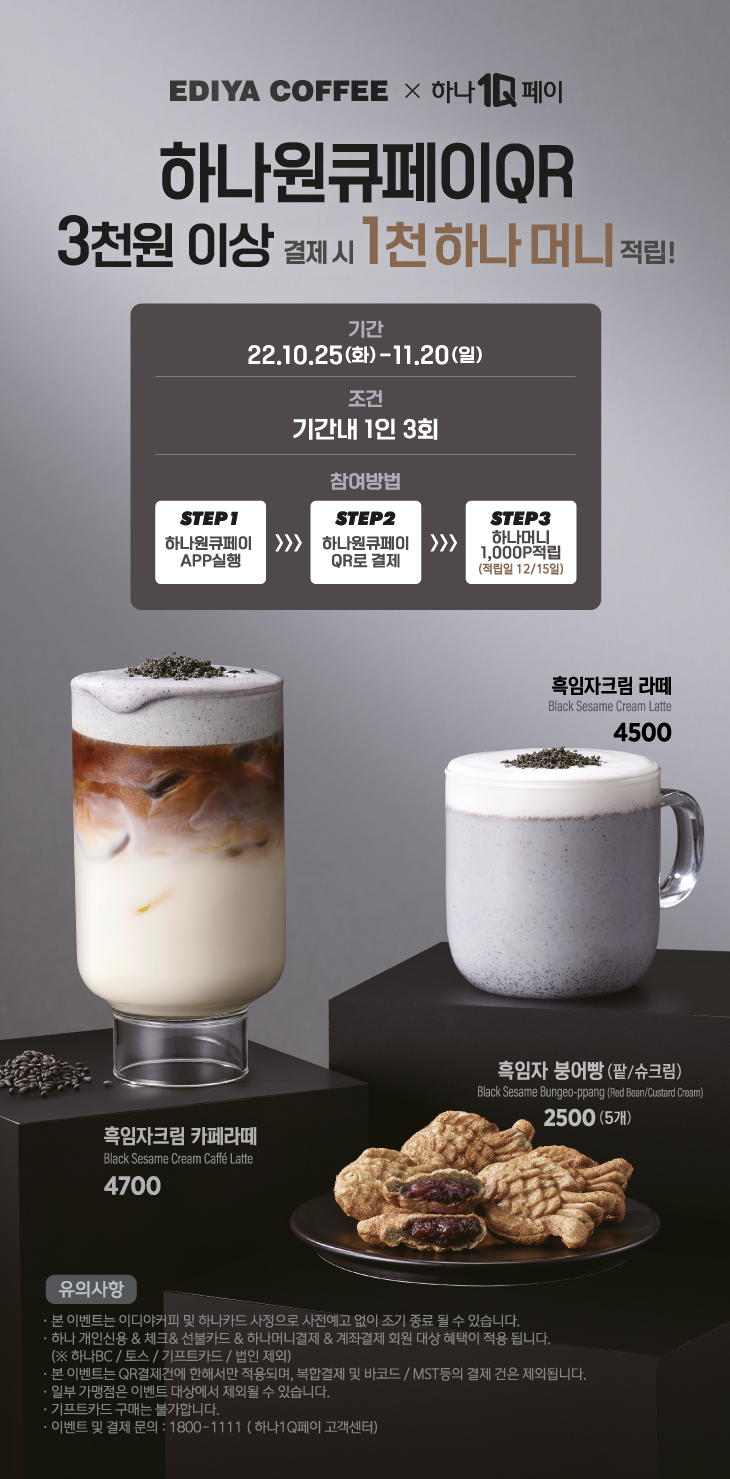 EDIYA COFFEE × 하나 1Q 페이
하나원큐페이QR
3천원 이상 결제 시 1천 하나 머니 적립!
기간
22.10.25(화)-11.20(일)
조건
기간내 1인 3회
참여방법
STEP1
하나원큐페이
APP실행
STEP2
하나원큐페이
QR로 결제
STEP3
하나머니
1,000P적립
(적립일 12/15일)
흑임자크림 라떼
Black Sesame Cream Latte
4500
흑임자 붕어빵 (팥/슈크림)
Black Sesame Bungeo-ppang (Red Bean/Custard Cream)
2500 (5개)
흑임자크림 카페라떼
Black Sesame Cream Caffé Latte
4700
유의사항
· 본 이벤트는 이디야커피 및 하나카드 사정으로 사전예고 없이 조기 종료 될 수 있습니다.
· 하나 개인신용 & 체크& 선불카드 & 하나머니결제 & 계좌결제 회원 대상 혜택이 적용 됩니다.
(※ 하나BC / 토스 / 기프트카드 / 법인 제외)
· 본 이벤트는 QR결제건에 한해서만 적용되며, 복합결제 및 바코드 / MST등의 결제 건은 제외됩니다.
· 일부 가맹점은 이벤트 대상에서 제외될 수 있습니다.
· 기프트카드 구매는 불가합니다.
· 이벤트 및 결제 문의 : 1800-1111 ( 하나1Q페이 고객센터)